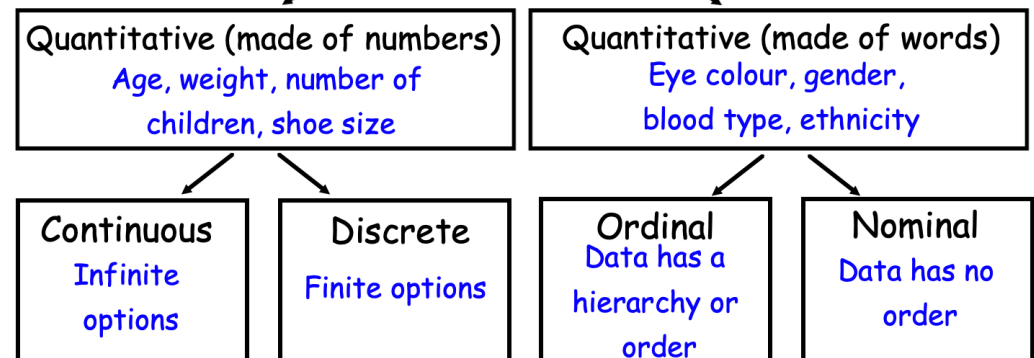 Quantitative (made of numbers)
Age, weight, number of
children, shoe size
Quantitative (made of words)
Eye colour, gender,
blood type, ethnicity
Continuous
Infinite
options
Discrete
Finite options
Ordinal
Data has a
hierarchy or
order
Nominal
Data has no
order